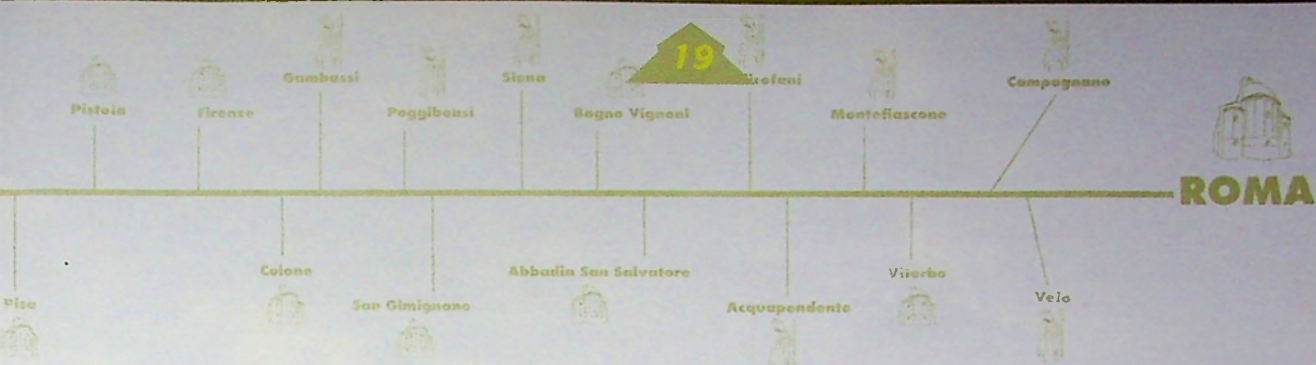 19
Gambassi
Siena
Campagnano
Pistoia
Firenze
Poggibonsi
Bagno Vignoni
Montefiascone
ROMA
Colone
Abbadia San Salvatore
Viterbo
Pisa
San Gimignano
Acquapendente
Veio